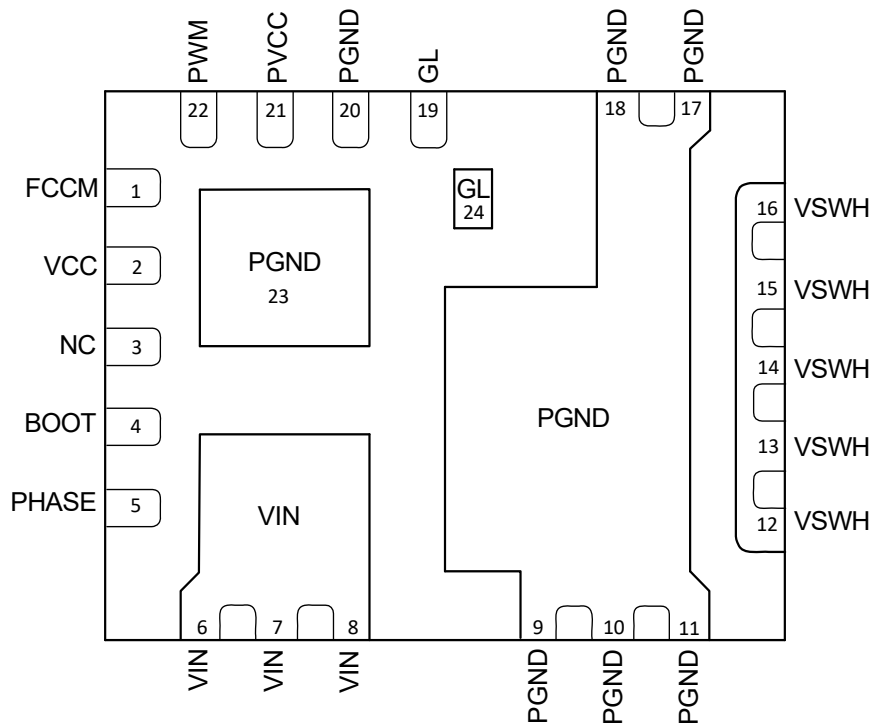 PWM
PVCC
PGND
GL
PGND
PGND
22
21
20
19
18
17
FCCM
1
GL
24
16
VSWH
VCC
2
PGND
23
15
VSWH
NC
3
14
VSWH
BOOT
4
PGND
13
VSWH
PHASE
5
VIN
12
VSWH
6
7
8
9
10
11
VIN
VIN
VIN
PGND
PGND
PGND